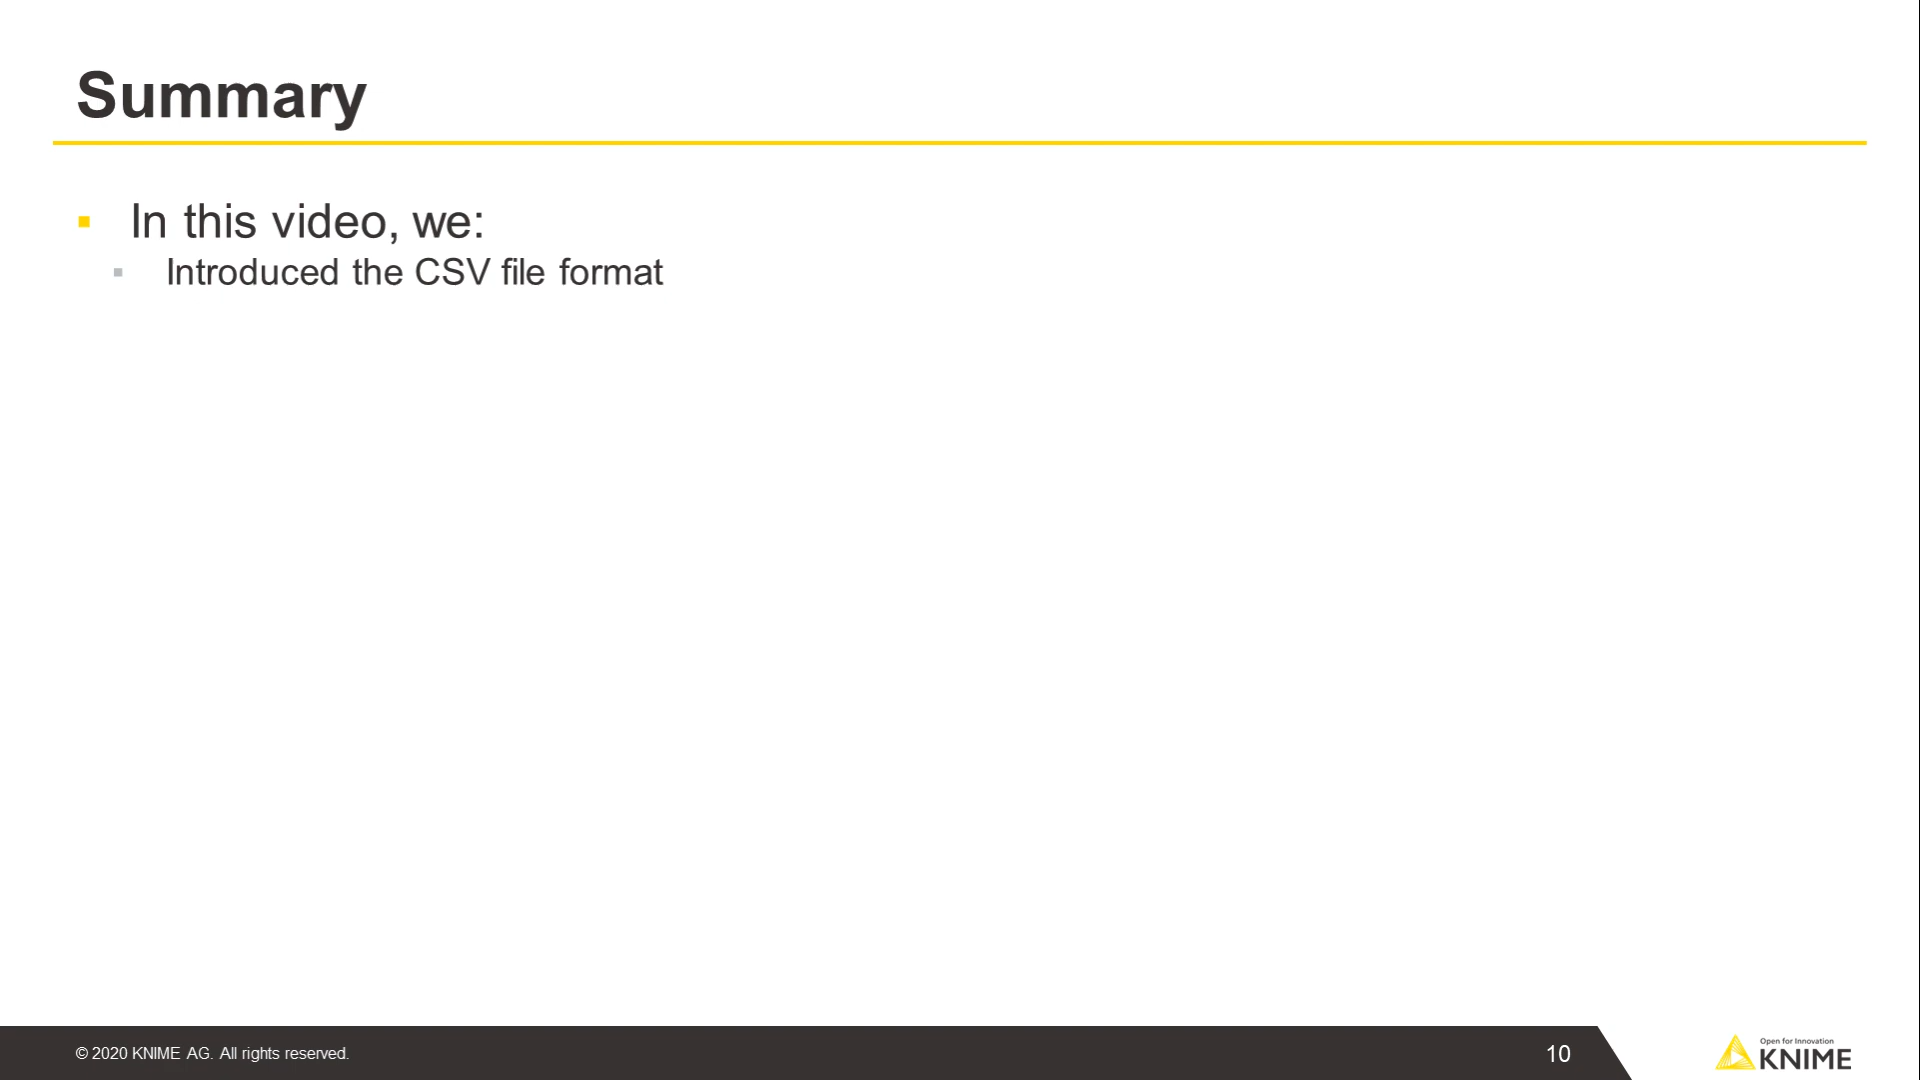 Summary
In this video, we:
Introduced the CSV file format
© 2020 KNIME AG. All rights reserved.
10
Open for Innovation
KNIME